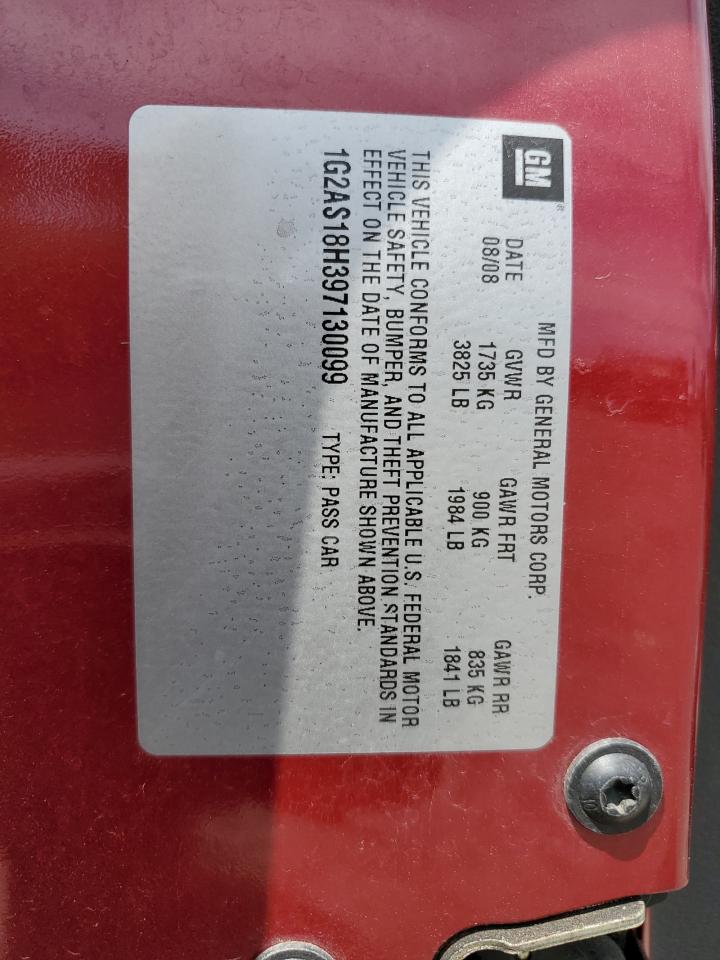 GM
MFD BY GENERAL MOTORS CORP.
DATE GVWR GAWR FRT GAWR RR
08/08 1735 KG 900 KG 835 KG
3825 LB 1984 LB 1841 LB
THIS VEHICLE CONFORMS TO ALL APPLICABLE U.S. FEDERAL MOTOR
VEHICLE SAFETY, BUMPER, AND THEFT PREVENTION STANDARDS IN
EFFECT ON THE DATE OF MANUFACTURE SHOWN ABOVE.
1G2AS18H397130099 TYPE: PASS CAR
10